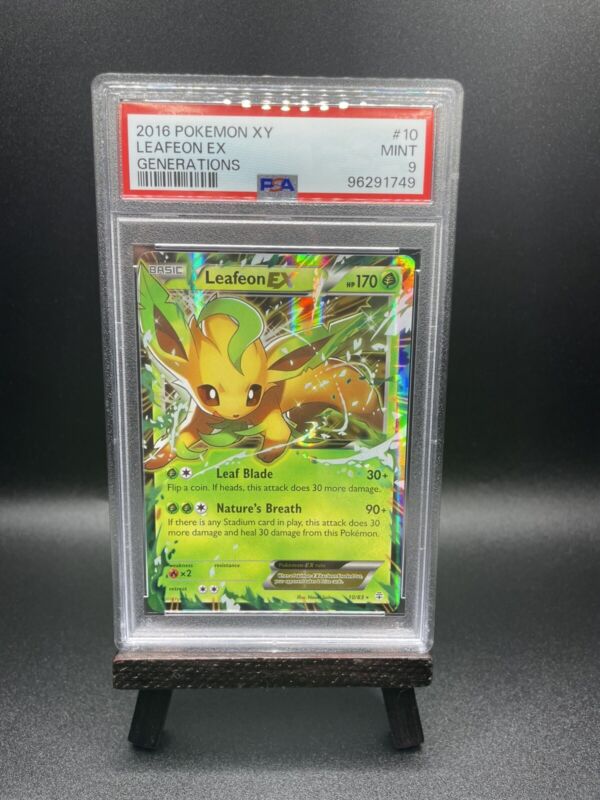 2016 POKEMON XY #10
LEAFEON EX MINT
GENERATIONS 9
PSA 96291749
BASIC
Leafeon EX HP 170
Leaf Blade 30+
Flip a coin. If heads, this attack does 30 more damage.
Nature's Breath 90+
If there is any Stadium card in play, this attack does 30
more damage and heal 30 damage from this Pokémon.
weakness resistance Pokémon-EX rule
×2
retreat
10/83